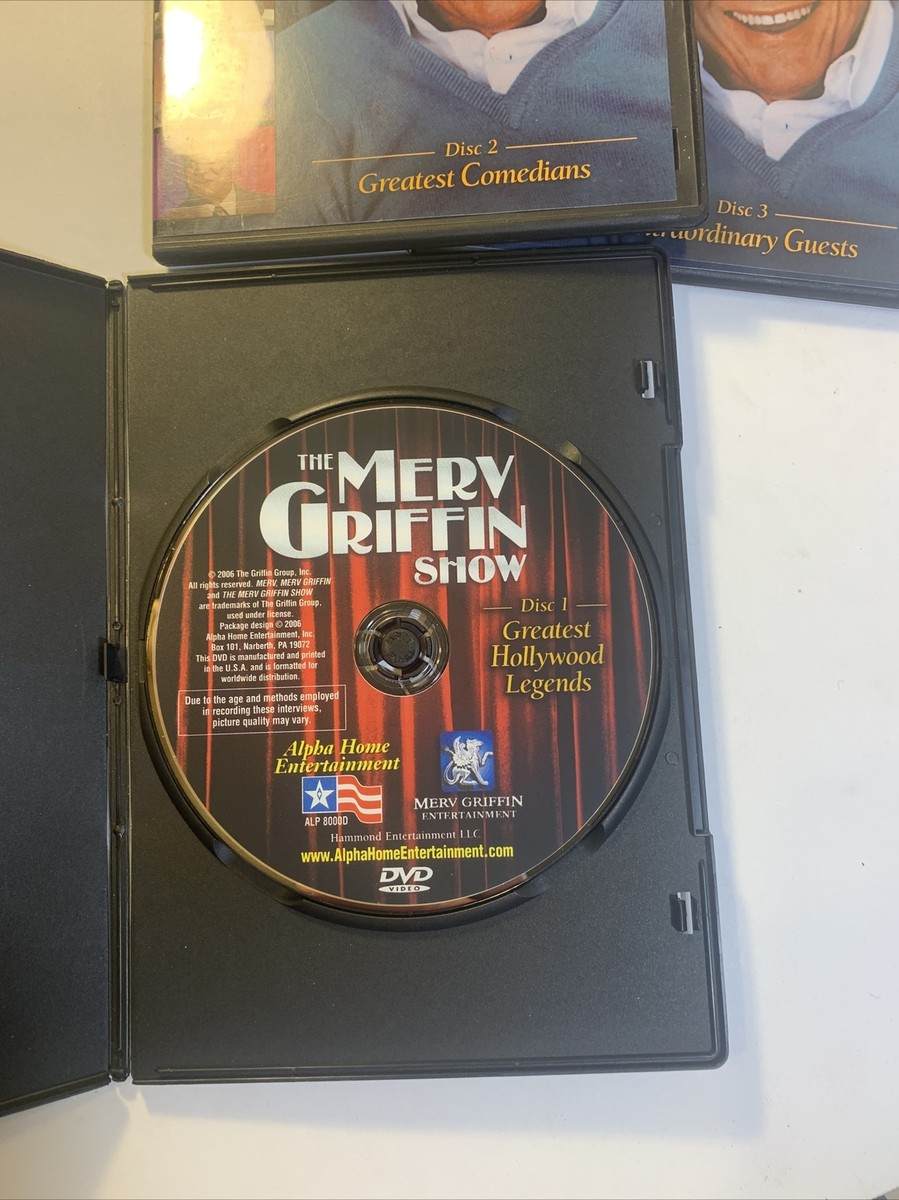 Disc 2
Greatest Comedians
Disc 3
Guests
THE MERV
GRIFFIN
SHOW
© 2006 The Griffin Group, Inc.
All rights reserved. MERV, MERV GRIFFIN
and THE MERV GRIFFIN SHOW
are trademarks of The Griffin Group,
used under license.
Package design © 2006
Alpha Home Entertainment, Inc.
Box 101, Narberth, PA 19072
This DVD is manufactured and printed
in the U.S.A. and is formatted for
worldwide distribution.
Due to the age and methods employed
in recording these interviews,
picture quality may vary.
Disc 1
Greatest
Hollywood
Legends
Alpha Home
Entertainment
ALP 8000D
MERV GRIFFIN
ENTERTAINMENT
Hammond Entertainment LLC
www.AlphaHomeEntertainment.com
DVD
VIDEO